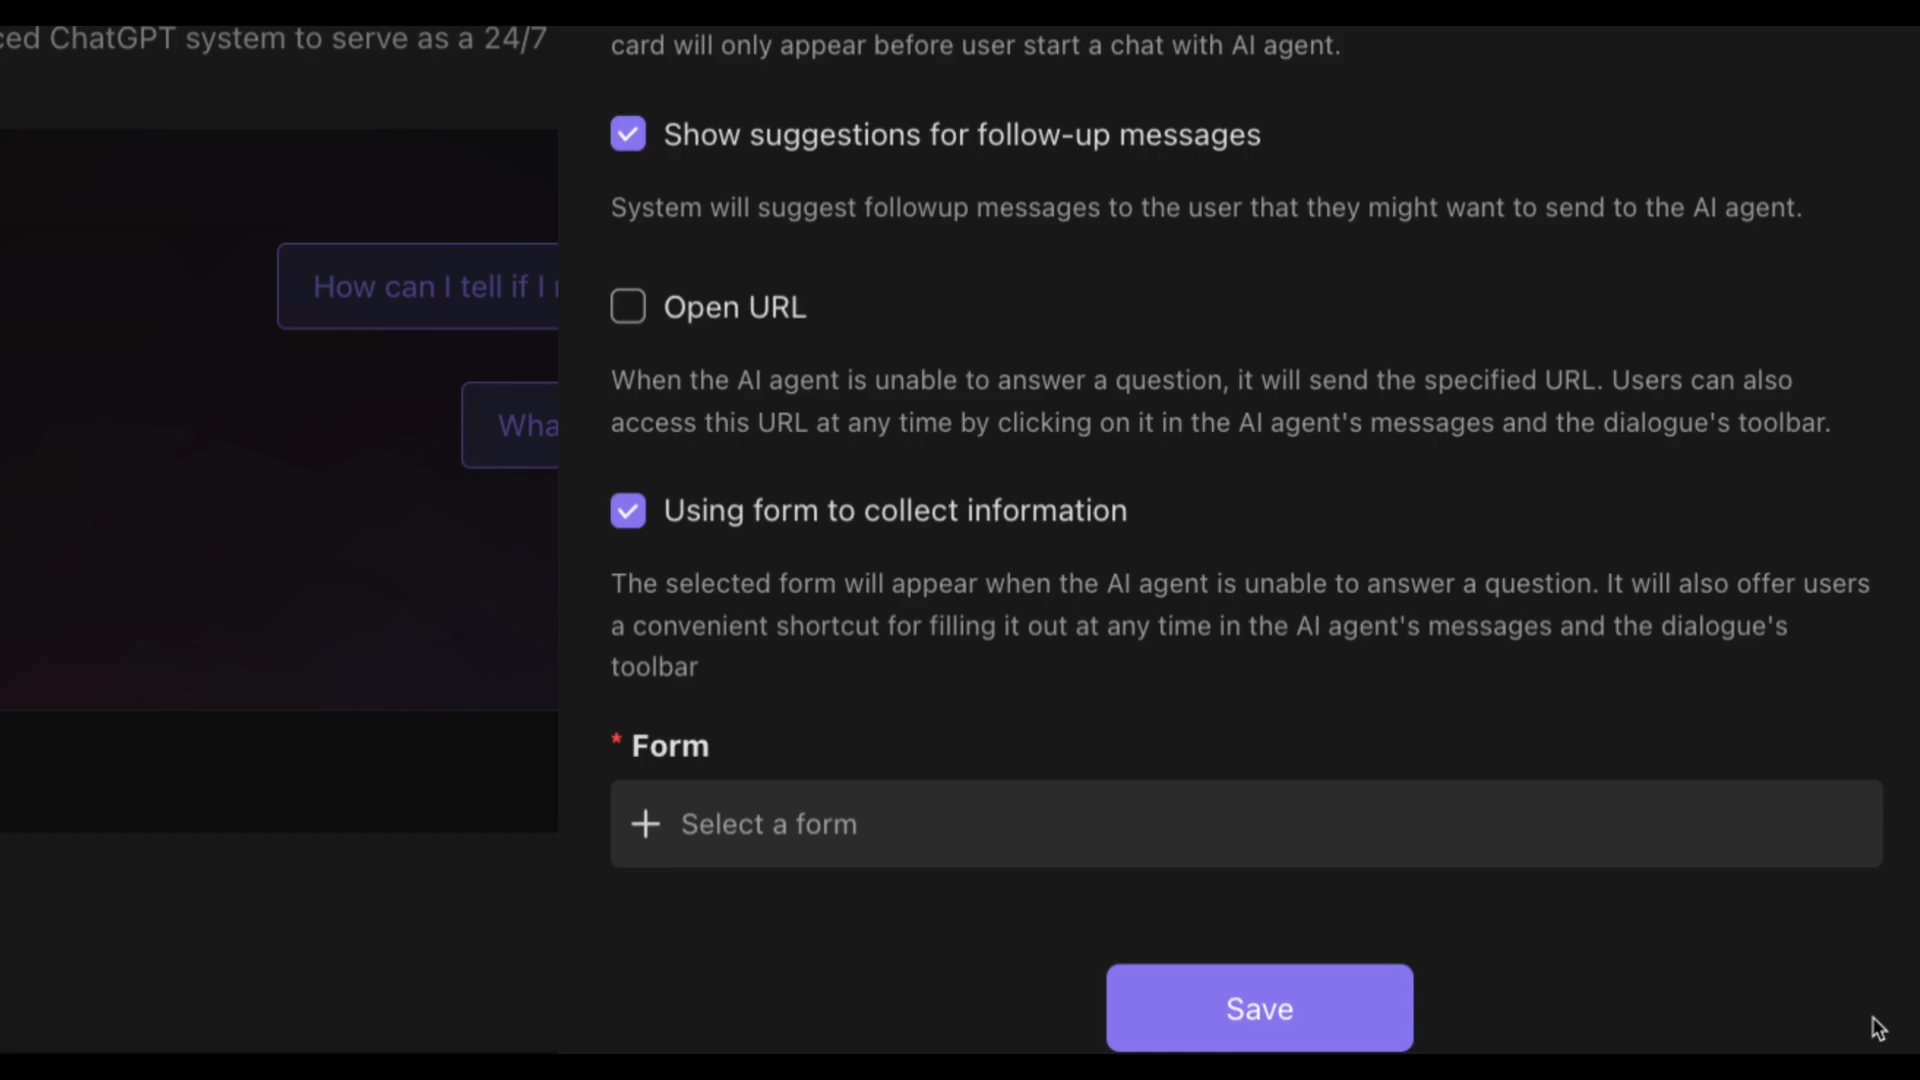 ced ChatGPT system to serve as a 24/7
How can I tell if I
Wha
card will only appear before user start a chat with AI agent.
Show suggestions for follow-up messages
System will suggest followup messages to the user that they might want to send to the AI agent.
Open URL
When the AI agent is unable to answer a question, it will send the specified URL. Users can also
access this URL at any time by clicking on it in the AI agent's messages and the dialogue's toolbar.
Using form to collect information
The selected form will appear when the AI agent is unable to answer a question. It will also offer users
a convenient shortcut for filling it out at any time in the AI agent's messages and the dialogue's
toolbar
* Form
+ Select a form
Save